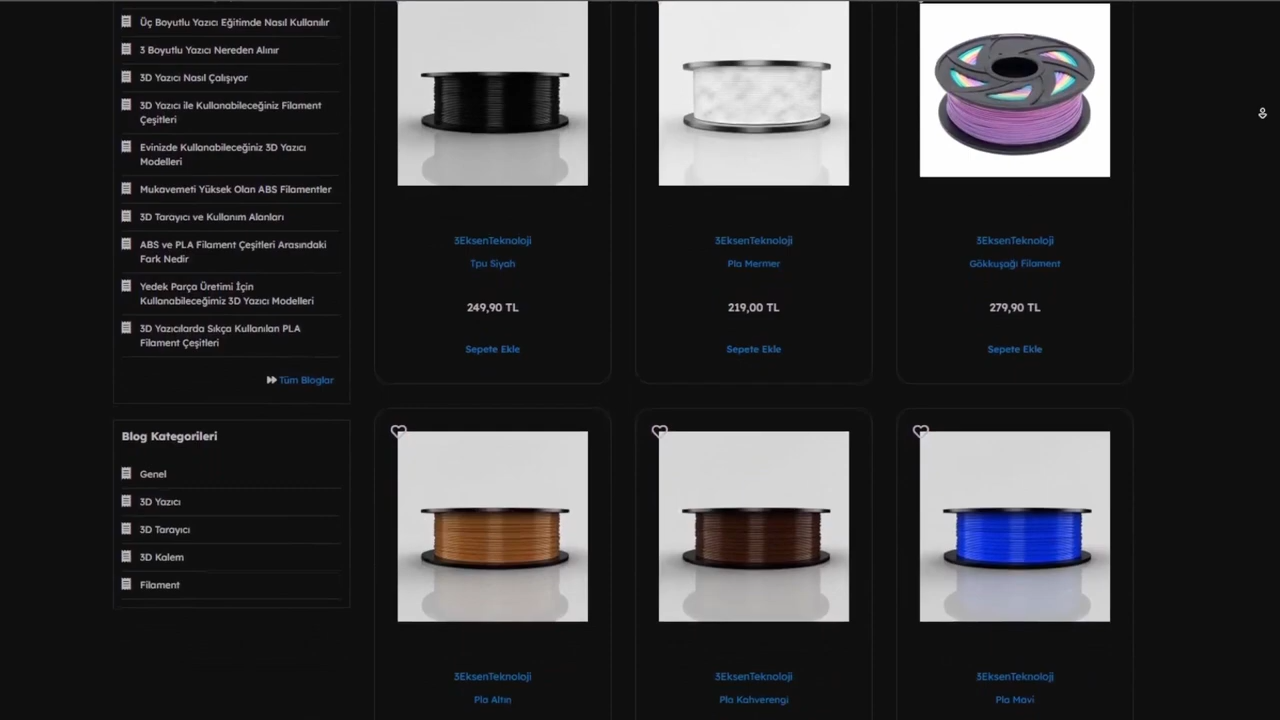 Üç Boyutlu Yazıcı Eğitimde Nasıl Kullanılır
3 Boyutlu Yazıcı Nereden Alınır
3D Yazıcı Nasıl Çalışıyor
3D Yazıcı ile Kullanabileceğiniz Filament
Çeşitleri
Evinizde Kullanabileceğiniz 3D Yazıcı
Modelleri
Mukavemeti Yüksek Olan ABS Filamentler
3D Tarayıcı ve Kullanım Alanları
ABS ve PLA Filament Çeşitleri Arasındaki
Fark Nedir
Yedek Parça Üretimi İçin
Kullanabileceğimiz 3D Yazıcı Modelleri
3D Yazıcılarda Sıkça Kullanılan PLA
Filament Çeşitleri
Tüm Bloglar
Blog Kategorileri
Genel
3D Yazıcı
3D Tarayıcı
3D Kalem
Filament
3EksenTeknoloji
Tpu Siyah
249,90 TL
Sepete Ekle
3EksenTeknoloji
Pla Mermer
219,00 TL
Sepete Ekle
3EksenTeknoloji
Gökkuşağı Filament
279,90 TL
Sepete Ekle
3EksenTeknoloji
Pla Altın
3EksenTeknoloji
Pla Kahverengi
3EksenTeknoloji
Pla Mavi